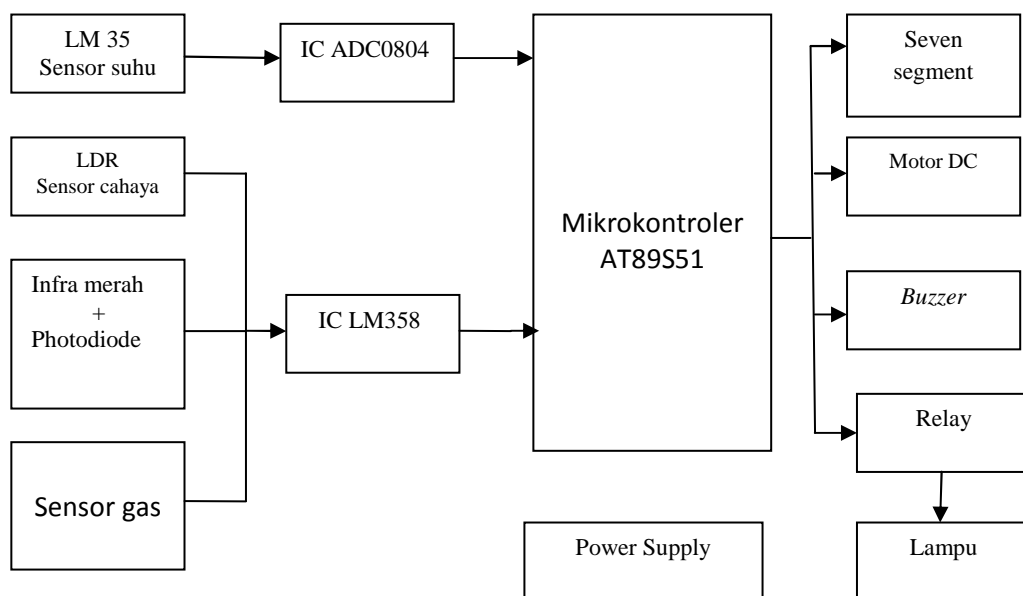 LM 35
Sensor suhu
IC ADC0804
Seven
segment
LDR
Sensor cahaya
Motor DC
Mikrokontroler
AT89S51
Infra merah
+
Photodiode
IC LM358
Buzzer
Relay
Sensor gas
Power Supply
Lampu